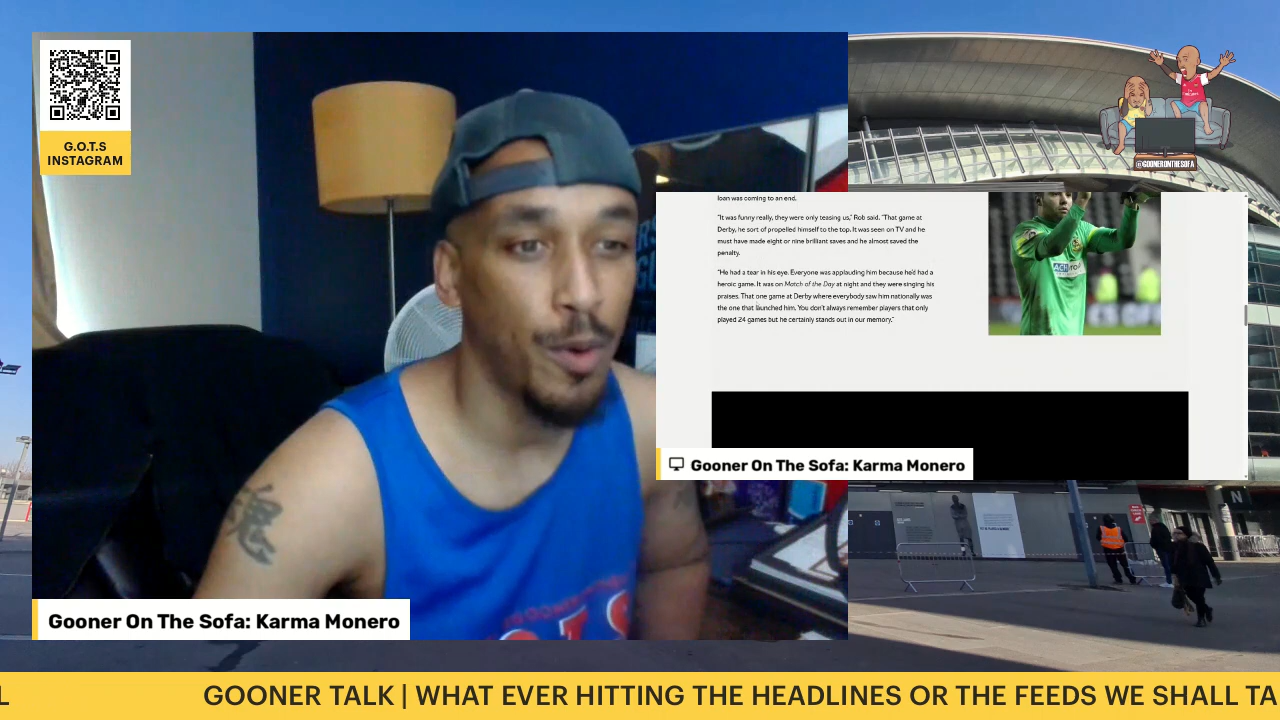 G.O.T.S
INSTAGRAM
@GOONERONTHESOFA
loan was coming to an end.
"It was funny really, they were only teasing us," Rob said. "That game at
Derby, he sort of propelled himself to the top. It was seen on TV and he
must have made eight or nine brilliant saves and he almost saved the
penalty.
"He had a tear in his eye. Everyone was applauding him because he'd had a
heroic game. It was on Match of the Day at night and they were singing his
praises. That one game at Derby where everybody saw him nationally was
the one that launched him. You don't always remember players that only
played 24 games but he certainly stands out in our memory."
Gooner On The Sofa: Karma Monero
N
魂
Gooner On The Sofa: Karma Monero
L GOONER TALK | WHAT EVER HITTING THE HEADLINES OR THE FEEDS WE SHALL TA